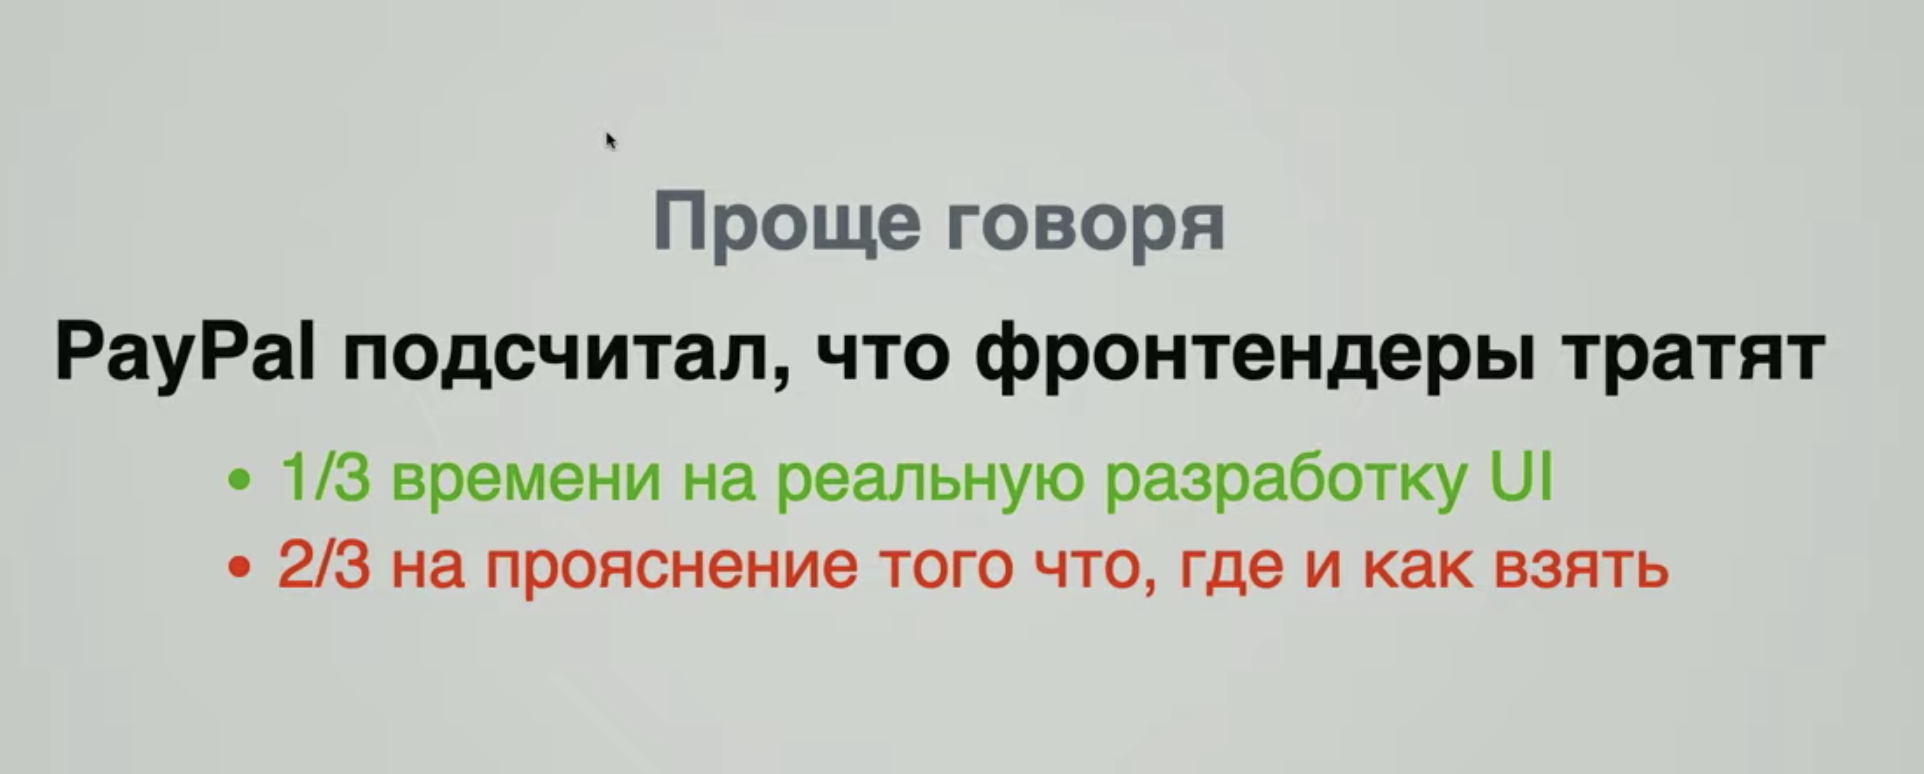 Проще говоря
PayPal подсчитал, что фронтендеры тратят
• 1/3 времени на реальную разработку UI
• 2/3 на прояснение того что, где и как взять